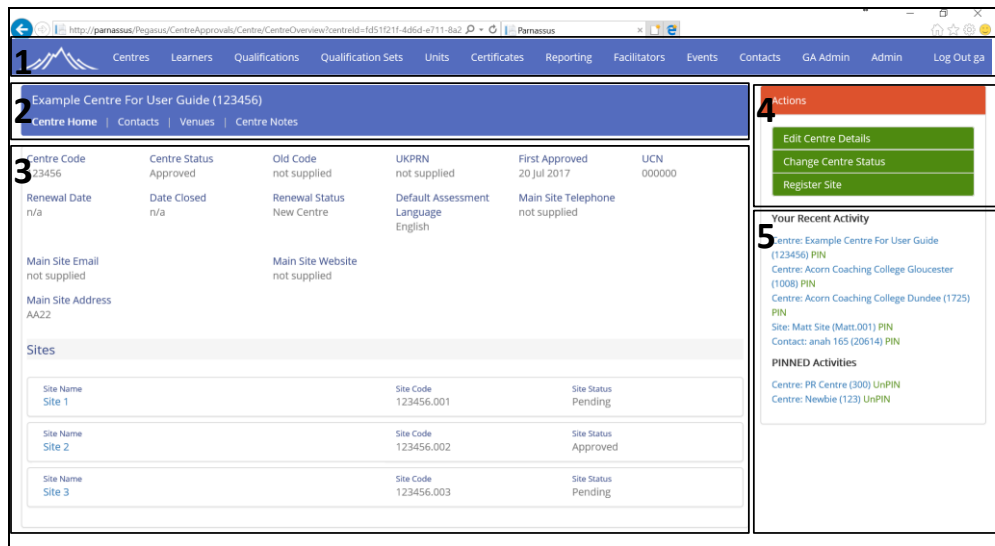 http://parnassus/Pegasus/CentreApprovals/Centre/CentreOverview?centreId=fd51f21f-4d6d-e711-8a2
Parnassus
1
Centres Learners Qualifications Qualification Sets Units Certificates Reporting Facilitators Events Contacts GA Admin Admin Log Out ga
2
Example Centre For User Guide (123456)
Centre Home | Contacts | Venues | Centre Notes
3
Centre Code Centre Status Old Code UKPRN First Approved UCN
123456 Approved not supplied not supplied 20 Jul 2017 000000
Renewal Date Date Closed Renewal Status Default Assessment Main Site Telephone
n/a n/a New Centre Language not supplied
English
Main Site Email Main Site Website
not supplied not supplied
Main Site Address
AA22
Sites
Site Name Site Code Site Status
Site 1 123456.001 Pending
Site Name Site Code Site Status
Site 2 123456.002 Approved
Site Name Site Code Site Status
Site 3 123456.003 Pending
4
Actions
Edit Centre Details
Change Centre Status
Register Site
5
Your Recent Activity
Centre: Example Centre For User Guide
(123456) PIN
Centre: Acorn Coaching College Gloucester
(1008) PIN
Centre: Acorn Coaching College Dundee (1725)
PIN
Site: Matt Site (Matt.001) PIN
Contact: anah 165 (20614) PIN
PINNED Activities
Centre: PR Centre (300) UnPIN
Centre: Newbie (123) UnPIN